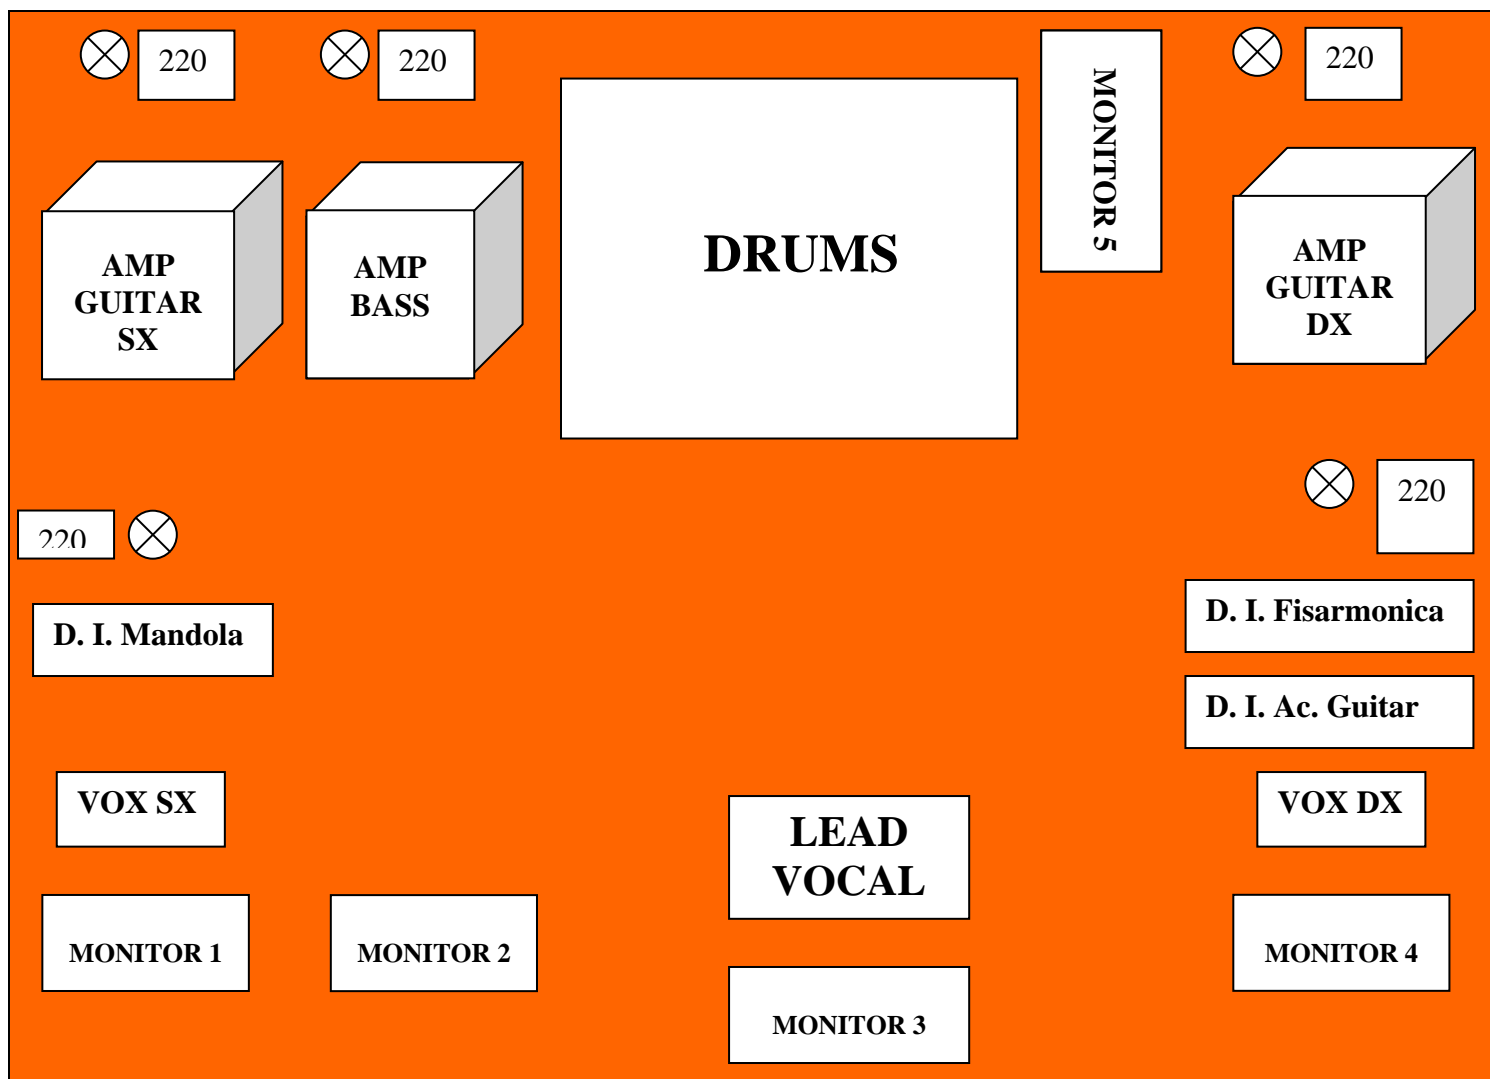 220
220
220
MONITOR 5
DRUMS
AMP
GUITAR
SX
AMP
BASS
AMP
GUITAR
DX
220
220
D. I. Mandola
D. I. Fisarmonica
D. I. Ac. Guitar
VOX SX
VOX DX
LEAD
VOCAL
MONITOR 1
MONITOR 2
MONITOR 4
MONITOR 3